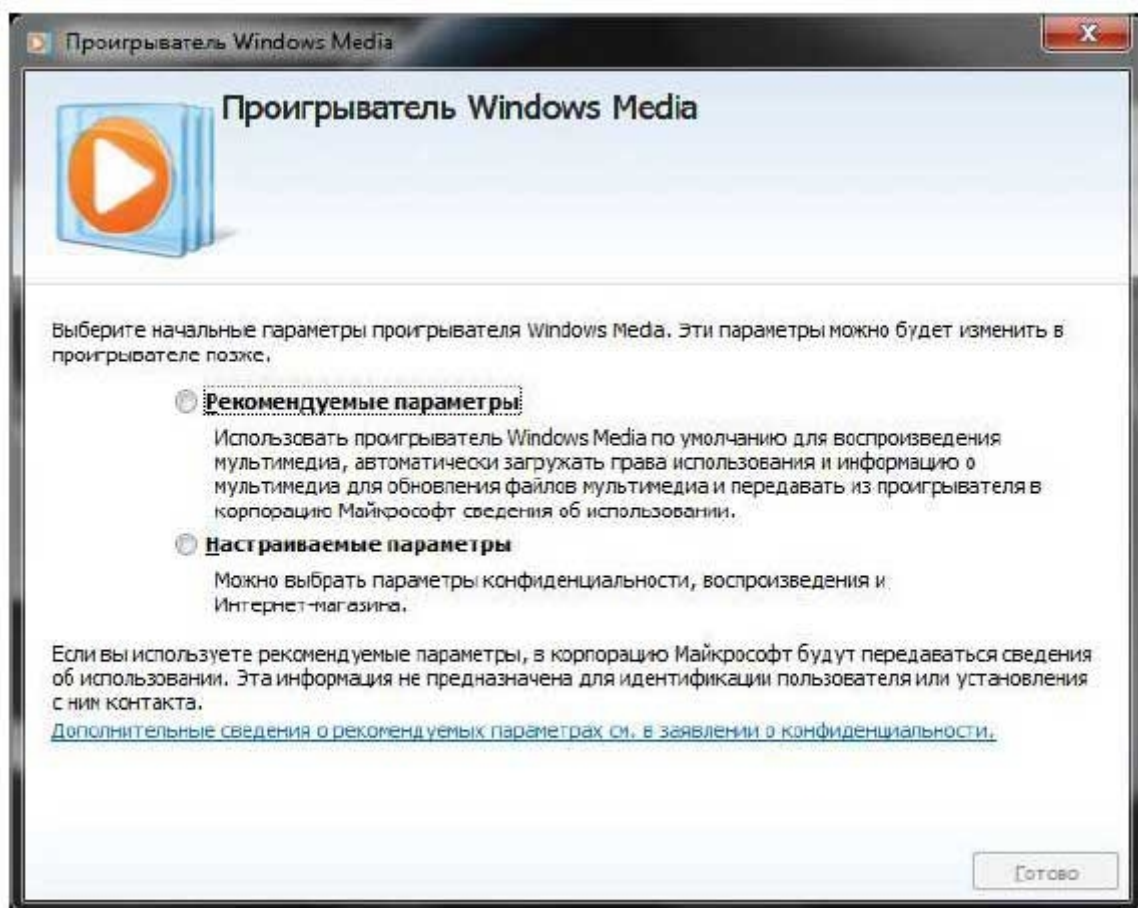 Проигрыватель Windows Media
Проигрыватель Windows Media
Выберите начальные параметры проигрывателя Windows Media. Эти параметры можно будет изменить в
проигрывателе позже.
Рекомендуемые параметры
Использовать проигрыватель Windows Media по умолчанию для воспроизведения
мультимедиа, автоматически загружать права использования и информацию о
мультимедиа для обновления файлов мультимедиа и передавать из проигрывателя в
корпорацию Майкрософт сведения об использовании.
Настраиваемые параметры
Можно выбрать параметры конфиденциальности, воспроизведения и
Интернет-магазина.
Если вы используете рекомендуемые параметры, в корпорацию Майкрософт будут передаваться сведения
об использовании. Эта информация не предназначена для идентификации пользователя или установления
с ним контакта.
Дополнительные сведения о рекомендуемых параметрах см. в заявлении о конфиденциальности.
Готово